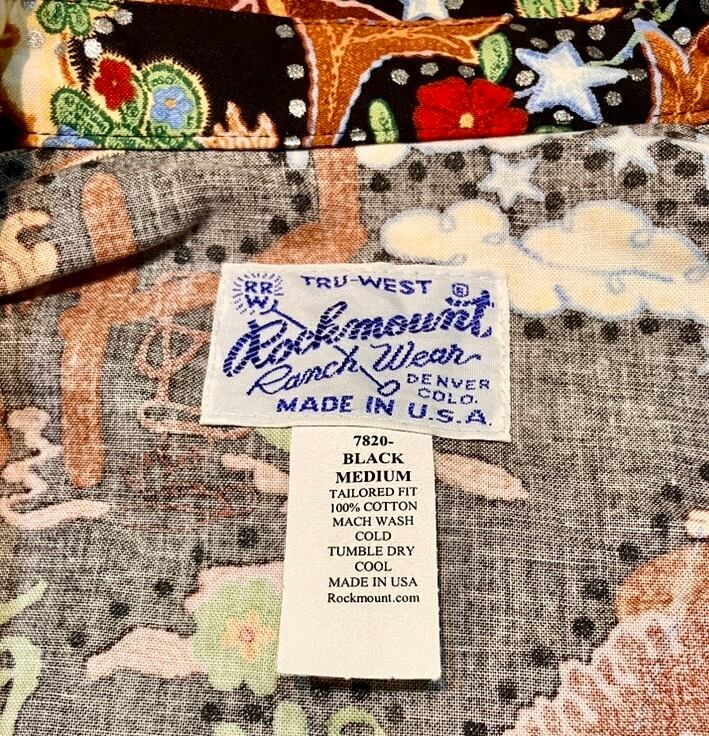 RR
W
TRU-WEST ®
Rockmount
Ranch Wear
DENVER
COLO.
MADE IN U.S.A.
7820-
BLACK
MEDIUM
TAILORED FIT
100% COTTON
MACH WASH
COLD
TUMBLE DRY
COOL
MADE IN USA
Rockmount.com